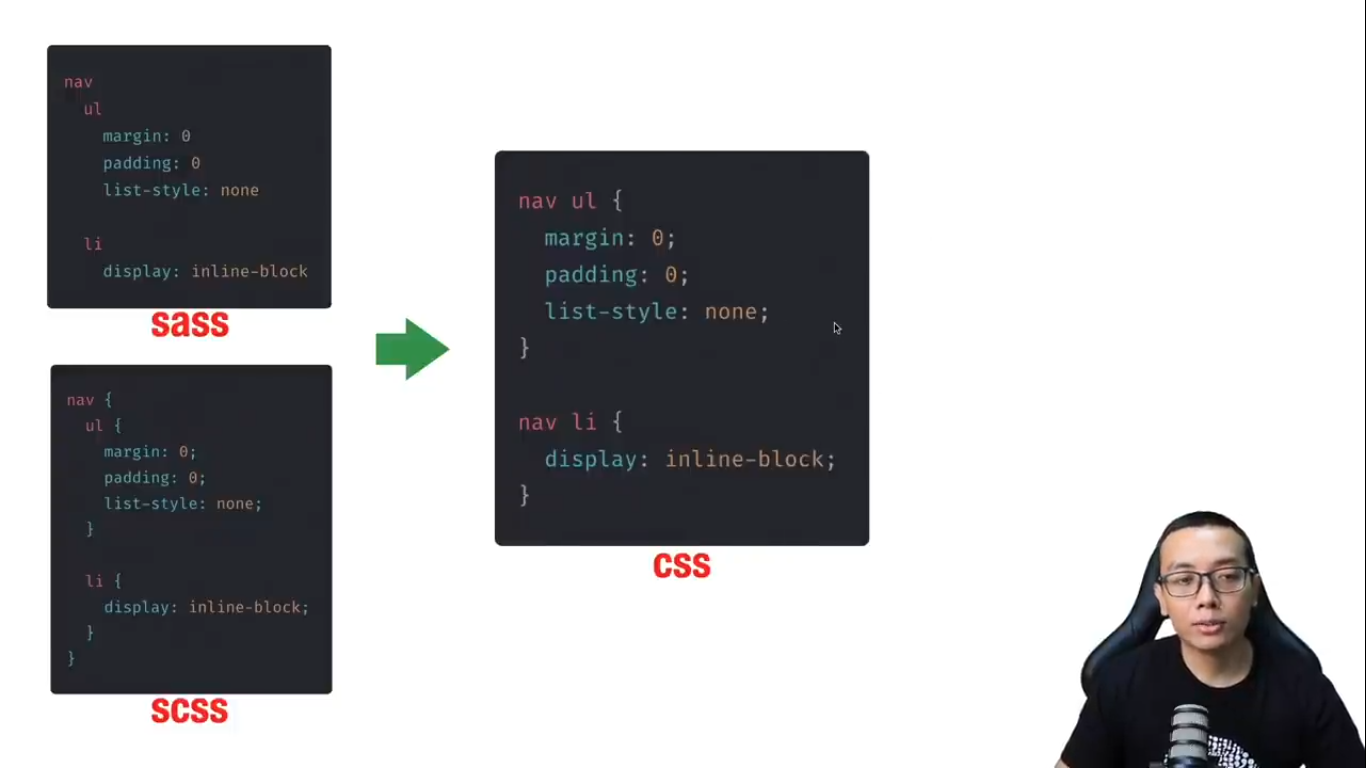 nav
  ul
    margin: 0
    padding: 0
    list-style: none

  li
    display: inline-block
sass
nav {
  ul {
    margin: 0;
    padding: 0;
    list-style: none;
  }

  li {
    display: inline-block;
  }
}
scss
nav ul {
  margin: 0;
  padding: 0;
  list-style: none;
}

nav li {
  display: inline-block;
}
css